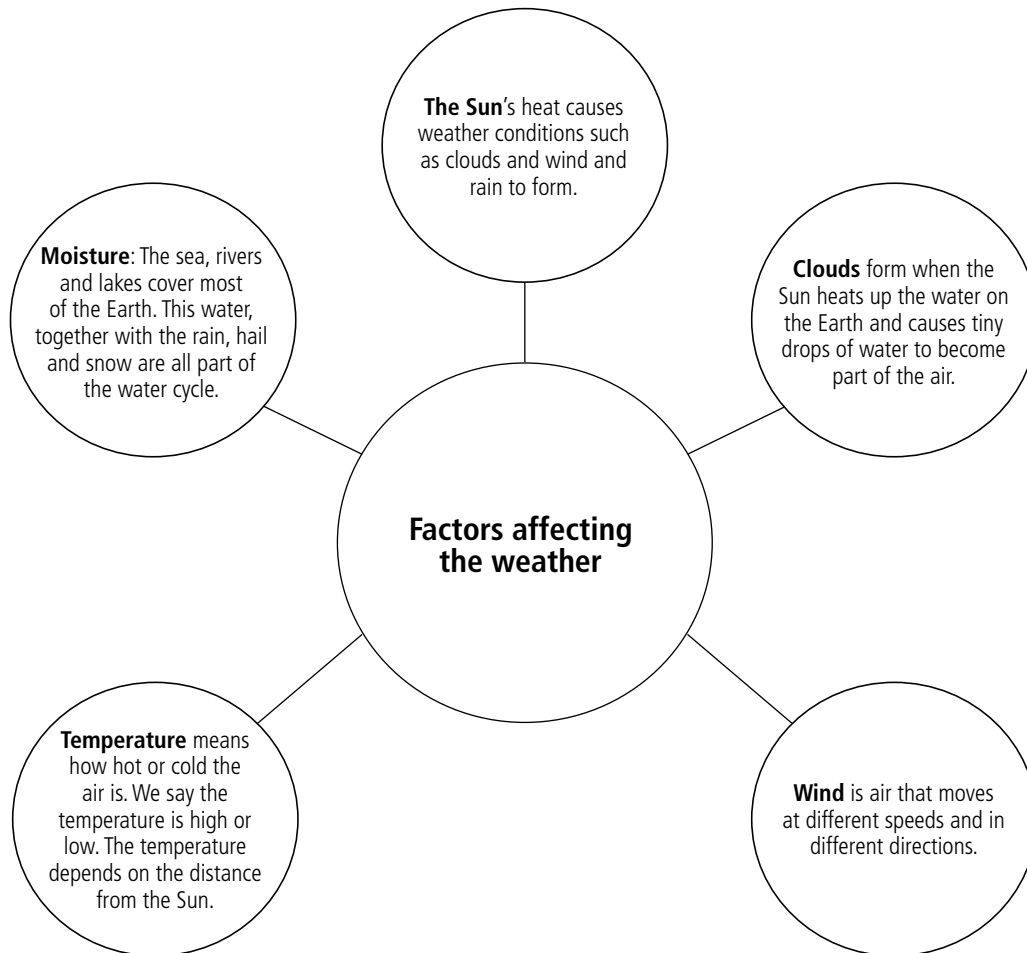 The Sun's heat causes
weather conditions such
as clouds and wind and
rain to form.
Moisture: The sea, rivers
and lakes cover most
of the Earth. This water,
together with the rain, hail
and snow are all part of
the water cycle.
Clouds form when the
Sun heats up the water on
the Earth and causes tiny
drops of water to become
part of the air.
Factors affecting
the weather
Temperature means
how hot or cold the
air is. We say the
temperature is high or
low. The temperature
depends on the distance
from the Sun.
Wind is air that moves
at different speeds and in
different directions.